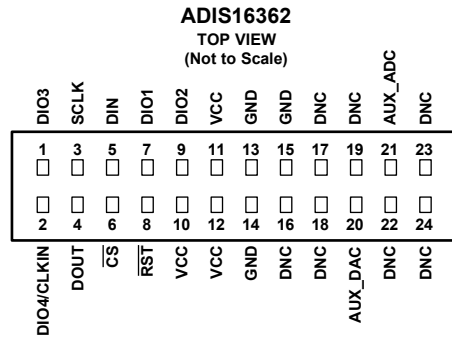 ADIS16362
TOP VIEW
(Not to Scale)
DIO3 SCLK DIN DIO1 DIO2 VCC GND GND DNC DNC AUX_ADC DNC
1 3 5 7 9 11 13 15 17 19 21 23
2 4 6 8 10 12 14 16 18 20 22 24
DIO4/CLKIN DOUT CS RST VCC VCC GND DNC DNC AUX_DAC DNC DNC